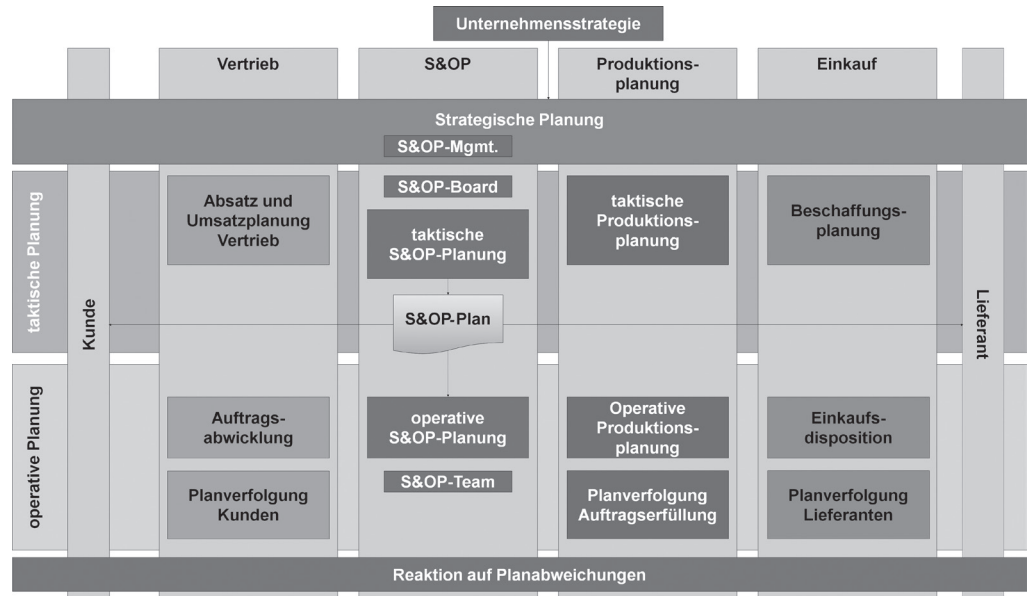 Unternehmensstrategie
Vertrieb
S&OP
Produktions-
planung
Einkauf
Strategische Planung
S&OP-Mgmt.
taktische Planung
Kunde
Absatz und
Umsatzplanung
Vertrieb
S&OP-Board
taktische
S&OP-Planung
taktische
Produktions-
planung
Beschaffungs-
planung
S&OP-Plan
Lieferant
operative Planung
Auftrags-
abwicklung
operative
S&OP-Planung
Operative
Produktions-
planung
Einkaufs-
disposition
S&OP-Team
Planverfolgung
Kunden
Planverfolgung
Auftragserfüllung
Planverfolgung
Lieferanten
Reaktion auf Planabweichungen